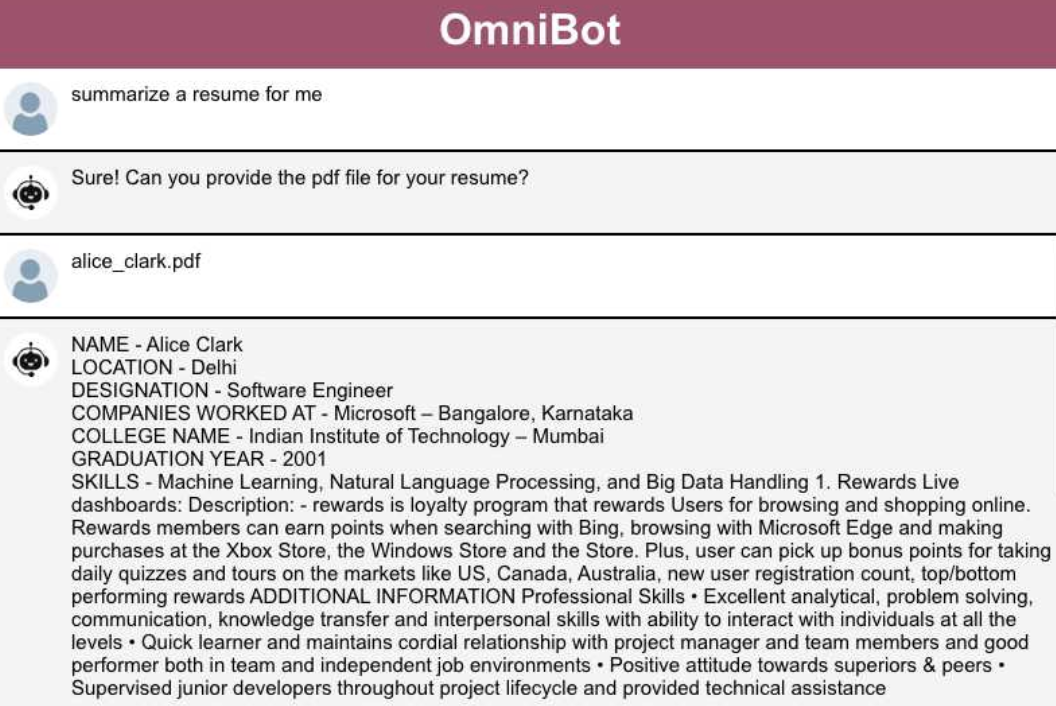 OmniBot
summarize a resume for me
Sure! Can you provide the pdf file for your resume?
alice_clark.pdf
NAME - Alice Clark
LOCATION - Delhi
DESIGNATION - Software Engineer
COMPANIES WORKED AT - Microsoft – Bangalore, Karnataka
COLLEGE NAME - Indian Institute of Technology – Mumbai
GRADUATION YEAR - 2001
SKILLS - Machine Learning, Natural Language Processing, and Big Data Handling 1. Rewards Live
dashboards: Description: - rewards is loyalty program that rewards Users for browsing and shopping online.
Rewards members can earn points when searching with Bing, browsing with Microsoft Edge and making
purchases at the Xbox Store, the Windows Store and the Store. Plus, user can pick up bonus points for taking
daily quizzes and tours on the markets like US, Canada, Australia, new user registration count, top/bottom
performing rewards ADDITIONAL INFORMATION Professional Skills • Excellent analytical, problem solving,
communication, knowledge transfer and interpersonal skills with ability to interact with individuals at all the
levels • Quick learner and maintains cordial relationship with project manager and team members and good
performer both in team and independent job environments • Positive attitude towards superiors & peers •
Supervised junior developers throughout project lifecycle and provided technical assistance